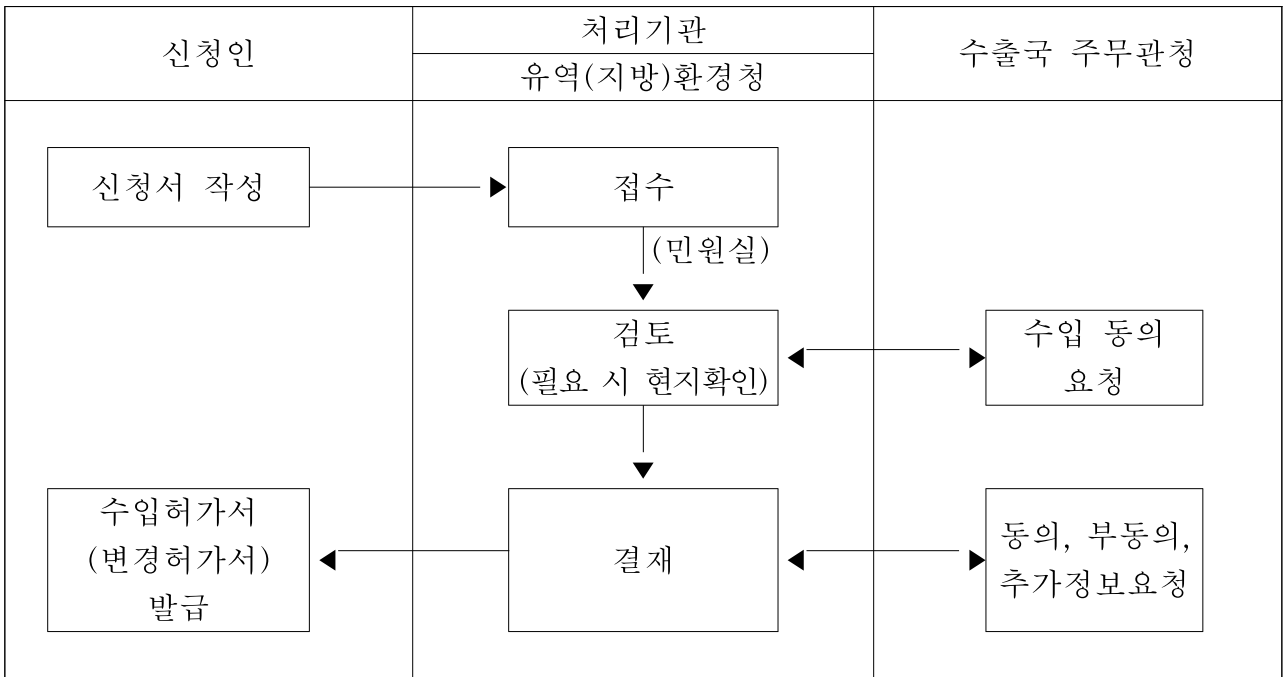 신청인
처리기관
유역(지방)환경청
수출국 주무관청
신청서 작성
접수
(민원실)
검토
(필요 시 현지확인)
수입 동의
요청
수입허가서
(변경허가서)
발급
결재
동의, 부동의,
추가정보요청